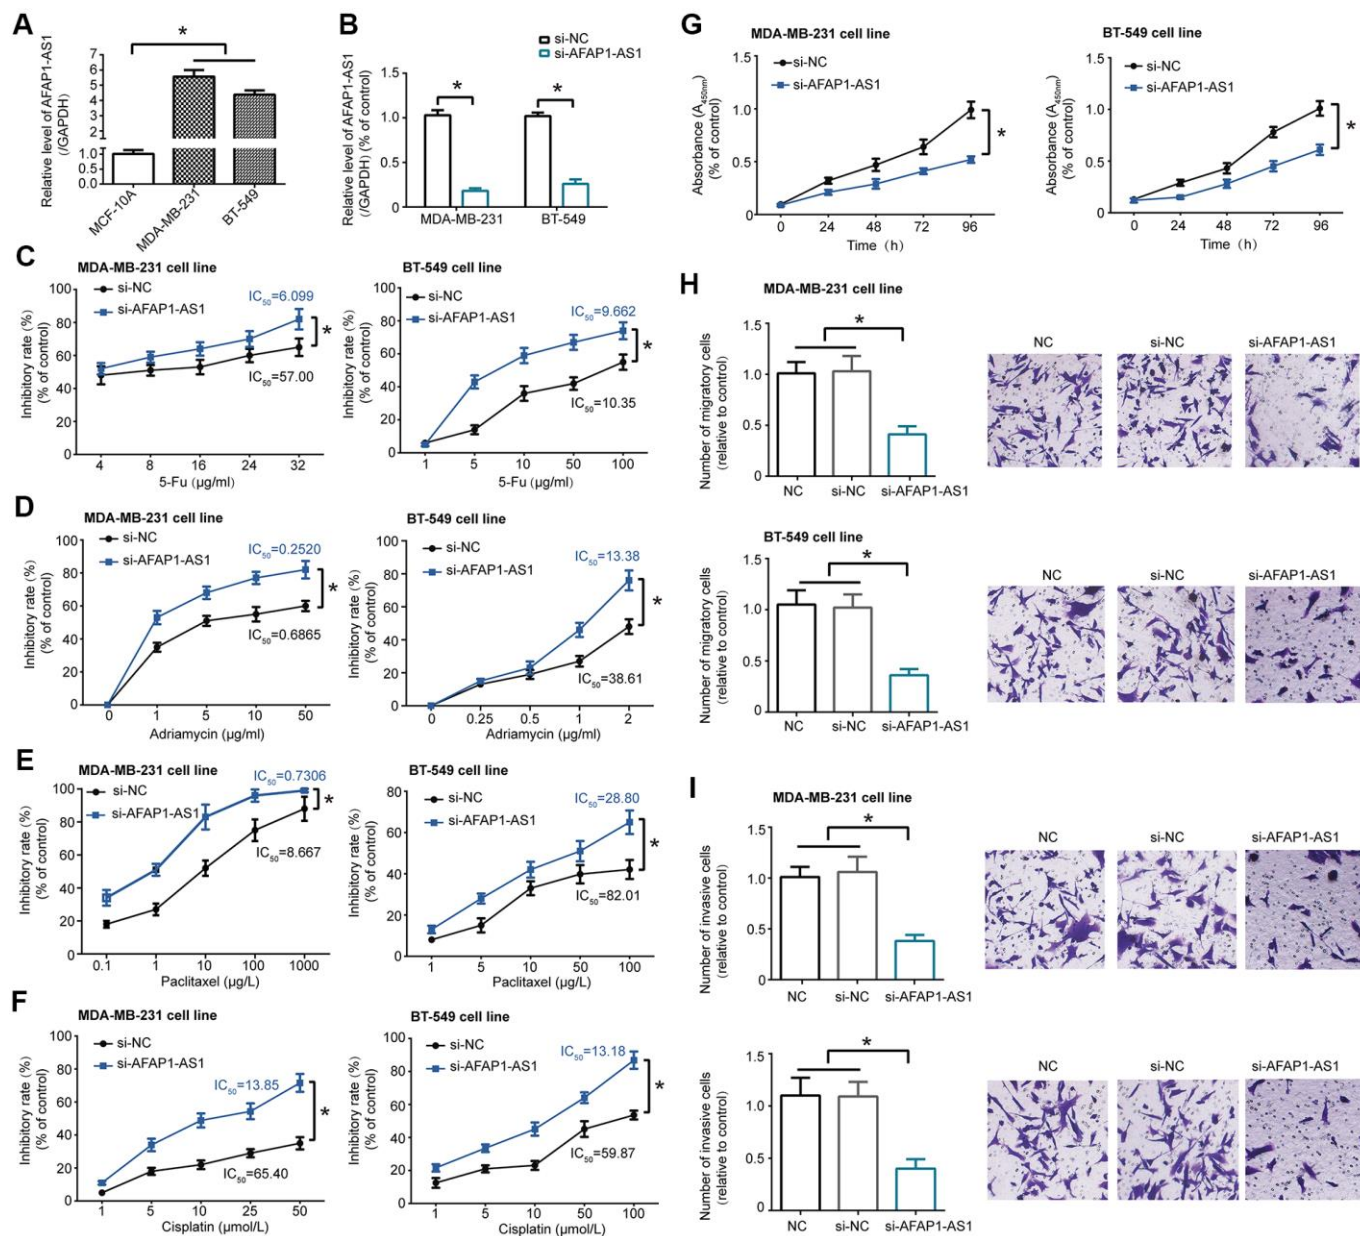 A
Relative level of AFAP1-AS1
(/GAPDH)
7
6
5
4
3
2
1.0
0.5
0.0
*
MCF-10A
MDA-MB-231
BT-549
B
si-NC
si-AFAP1-AS1
Relative level of AFAP1-AS1
(/GAPDH) (% of control)
1.5
1.0
0.5
0.0
*
*
MDA-MB-231
BT-549
C
MDA-MB-231 cell line
si-NC
si-AFAP1-AS1
IC50=6.099
IC50=57.00
*
Inhibitory rate (%)
(% of control)
100
80
60
40
20
0
4 8 16 24 32
5-Fu (μg/ml)
BT-549 cell line
si-NC
si-AFAP1-AS1
IC50=9.662
IC50=10.35
*
Inhibitory rate (%)
(% of control)
100
80
60
40
20
0
1 5 10 50 100
5-Fu (μg/ml)
D
MDA-MB-231 cell line
si-NC
si-AFAP1-AS1
IC50=0.2520
IC50=0.6865
*
Inhibitory rate (%)
(% of control)
100
80
60
40
20
0
0 1 5 10 50
Adriamycin (μg/ml)
BT-549 cell line
si-NC
si-AFAP1-AS1
IC50=13.38
IC50=38.61
*
Inhibitory rate (%)
(% of control)
100
80
60
40
20
0
0 0.25 0.5 1 2
Adriamycin (μg/ml)
E
MDA-MB-231 cell line
si-NC
si-AFAP1-AS1
IC50=0.7306
IC50=8.667
*
Inhibitory rate (%)
(% of control)
100
80
60
40
20
0
0.1 1 10 100 1000
Paclitaxel (μg/L)
BT-549 cell line
si-NC
si-AFAP1-AS1
IC50=28.80
IC50=82.01
*
Inhibitory rate (%)
(% of control)
80
60
40
20
0
1 5 10 50 100
Paclitaxel (μg/L)
F
MDA-MB-231 cell line
si-NC
si-AFAP1-AS1
IC50=13.85
IC50=65.40
*
Inhibitory rate (%)
(% of control)
100
80
60
40
20
0
1 5 10 25 50
Cisplatin (μmol/L)
BT-549 cell line
si-NC
si-AFAP1-AS1
IC50=13.18
IC50=59.87
*
Inhibitory rate (%)
(% of control)
100
80
60
40
20
0
1 5 10 50 100
Cisplatin (μmol/L)
G
MDA-MB-231 cell line
si-NC
si-AFAP1-AS1
*
Absorbance (A450nm)
(% of control)
1.5
1.0
0.5
0
0 24 48 72 96
Time (h)
BT-549 cell line
si-NC
si-AFAP1-AS1
*
Absorbance (A450nm)
(% of control)
1.5
1.0
0.5
0
0 24 48 72 96
Time (h)
H
MDA-MB-231 cell line
*
Number of migratory cells
(relative to control)
1.5
1.0
0.5
0
NC si-NC si-AFAP1-AS1
NC si-NC si-AFAP1-AS1
BT-549 cell line
*
Number of migratory cells
(relative to control)
1.5
1.0
0.5
0
NC si-NC si-AFAP1-AS1
NC si-NC si-AFAP1-AS1
I
MDA-MB-231 cell line
*
Number of invasive cells
(relative to control)
1.5
1.0
0.5
0
NC si-NC si-AFAP1-AS1
NC si-NC si-AFAP1-AS1
*
Number of invasive cells
(relative to control)
1.5
1.0
0.5
0
NC si-NC si-AFAP1-AS1
NC si-NC si-AFAP1-AS1